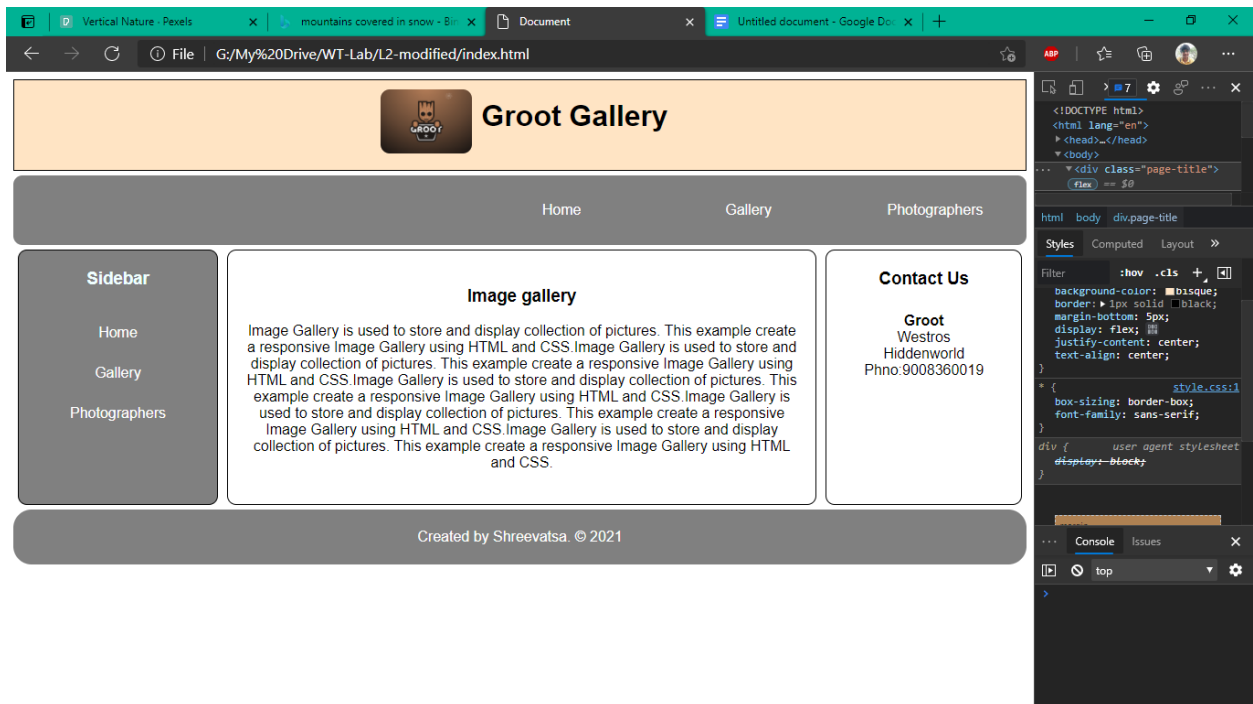 Vertical Nature - Pexels
mountains covered in snow - Bin
Document
Untitled document - Google Doc
File
G:/My%20Drive/WT-Lab/L2-modified/index.html
ABP
GROOT
Groot Gallery
Home Gallery Photographers
Sidebar
Home
Gallery
Photographers
Image gallery
Image Gallery is used to store and display collection of pictures. This example create
a responsive Image Gallery using HTML and CSS.Image Gallery is used to store and
display collection of pictures. This example create a responsive Image Gallery using
HTML and CSS.Image Gallery is used to store and display collection of pictures. This
example create a responsive Image Gallery using HTML and CSS.Image Gallery is
used to store and display collection of pictures. This example create a responsive
Image Gallery using HTML and CSS.Image Gallery is used to store and display
collection of pictures. This example create a responsive Image Gallery using HTML
and CSS.
Contact Us
Groot
Westros
Hiddenworld
Phno:9008360019
Created by Shreevatsa. © 2021
7
<!DOCTYPE html>
<html lang="en">
<head>…</head>
<body>
<div class="page-title">
flex == $0
html body div.page-title
Styles Computed Layout
Filter :hov .cls +
background-color: bisque;
border: 1px solid black;
margin-bottom: 5px;
display: flex;
justify-content: center;
text-align: center;
}
* { style.css:1
box-sizing: border-box;
font-family: sans-serif;
}
div { user agent stylesheet
display: block;
}
Console Issues
top